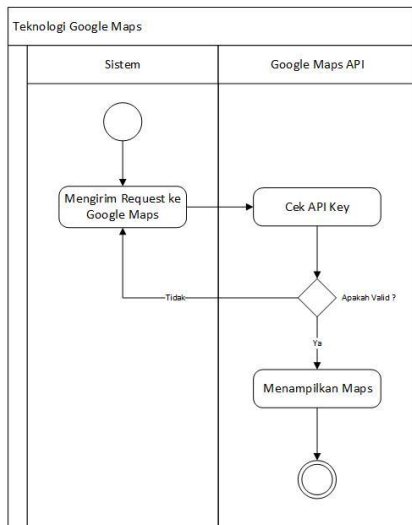 Teknologi Google Maps
Sistem
Google Maps API
Mengirim Request ke
Google Maps
Cek API Key
Tidak
Apakah Valid ?
Ya
Menampilkan Maps